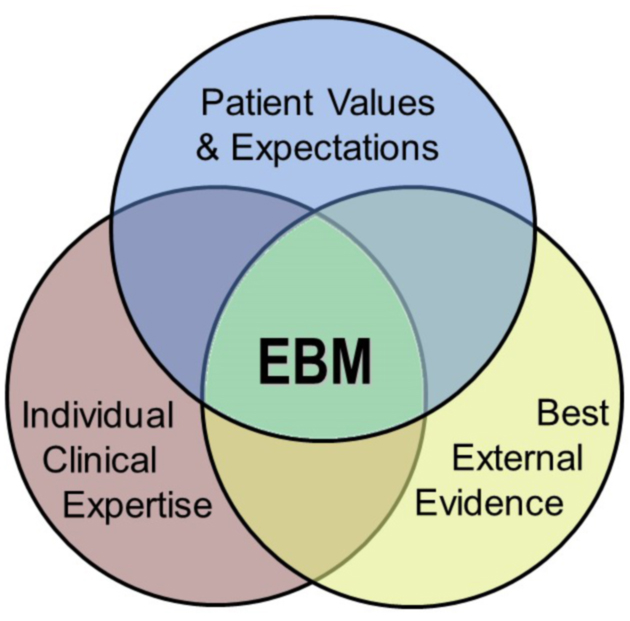 Patient Values
& Expectations
EBM
Individual
Clinical
Expertise
Best
External
Evidence